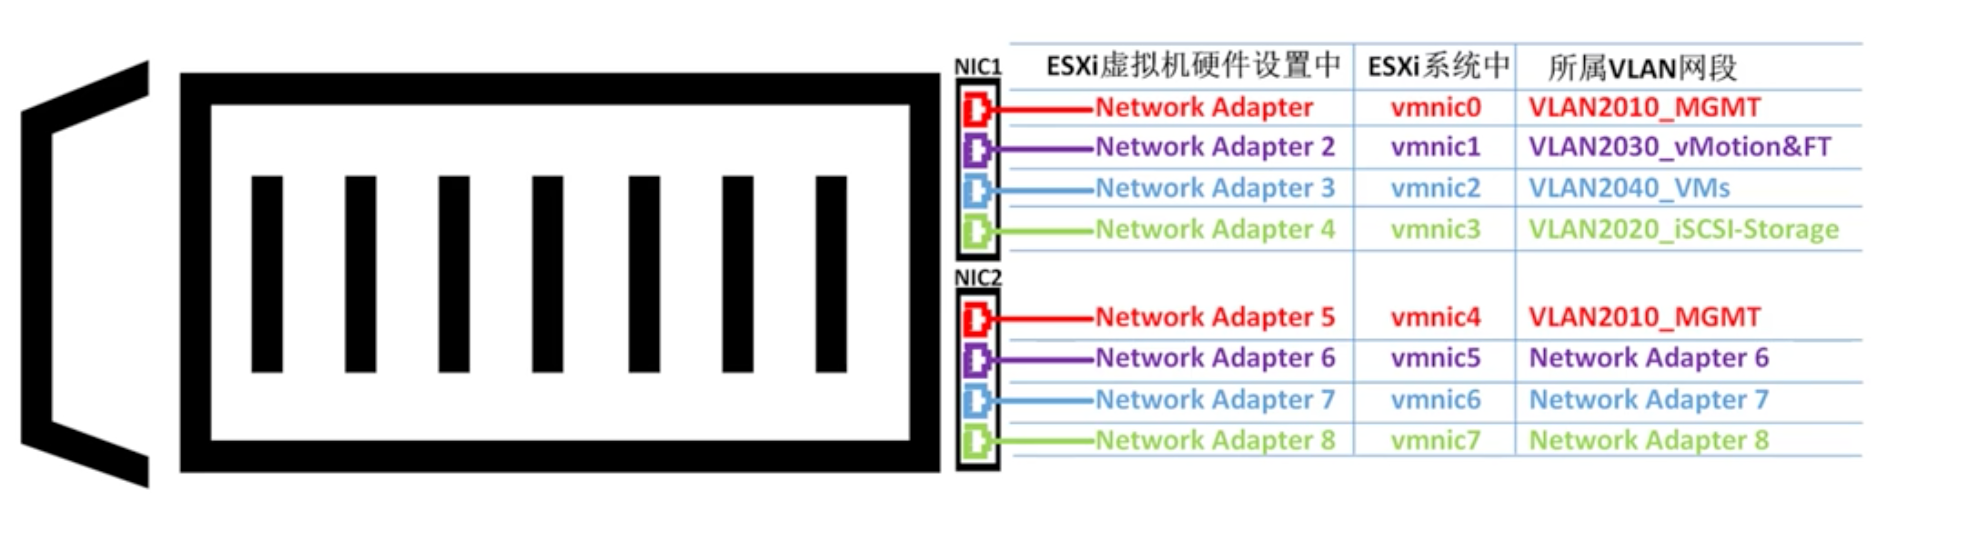 NIC1 ESXi虚拟机硬件设置中 ESXi系统中 所属VLAN网段
Network Adapter vmnic0 VLAN2010_MGMT
Network Adapter 2 vmnic1 VLAN2030_vMotion&FT
Network Adapter 3 vmnic2 VLAN2040_VMs
Network Adapter 4 vmnic3 VLAN2020_iSCSI-Storage
NIC2
Network Adapter 5 vmnic4 VLAN2010_MGMT
Network Adapter 6 vmnic5 Network Adapter 6
Network Adapter 7 vmnic6 Network Adapter 7
Network Adapter 8 vmnic7 Network Adapter 8